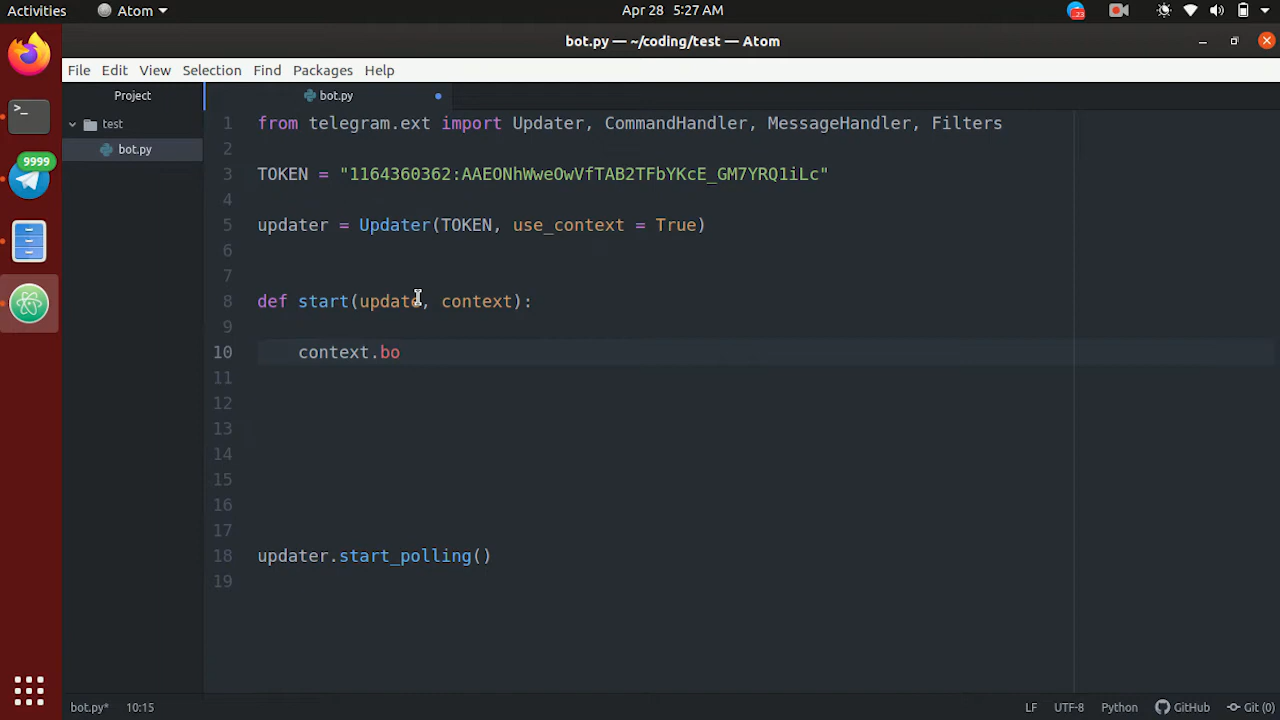 Activities Atom Apr 28 5:27 AM 23
bot.py — ~/coding/test — Atom
File Edit View Selection Find Packages Help
Project bot.py
test
bot.py
9999
1 from telegram.ext import Updater, CommandHandler, MessageHandler, Filters
2
3 TOKEN = "1164360362:AAEONhWweOwVfTAB2TFbYKcE_GM7YRQ1iLc"
4
5 updater = Updater(TOKEN, use_context = True)
6
7
8 def start(update, context):
9
10 context.bo
11
12
13
14
15
16
17
18 updater.start_polling()
19
bot.py* 10:15 LF UTF-8 Python GitHub Git (0)